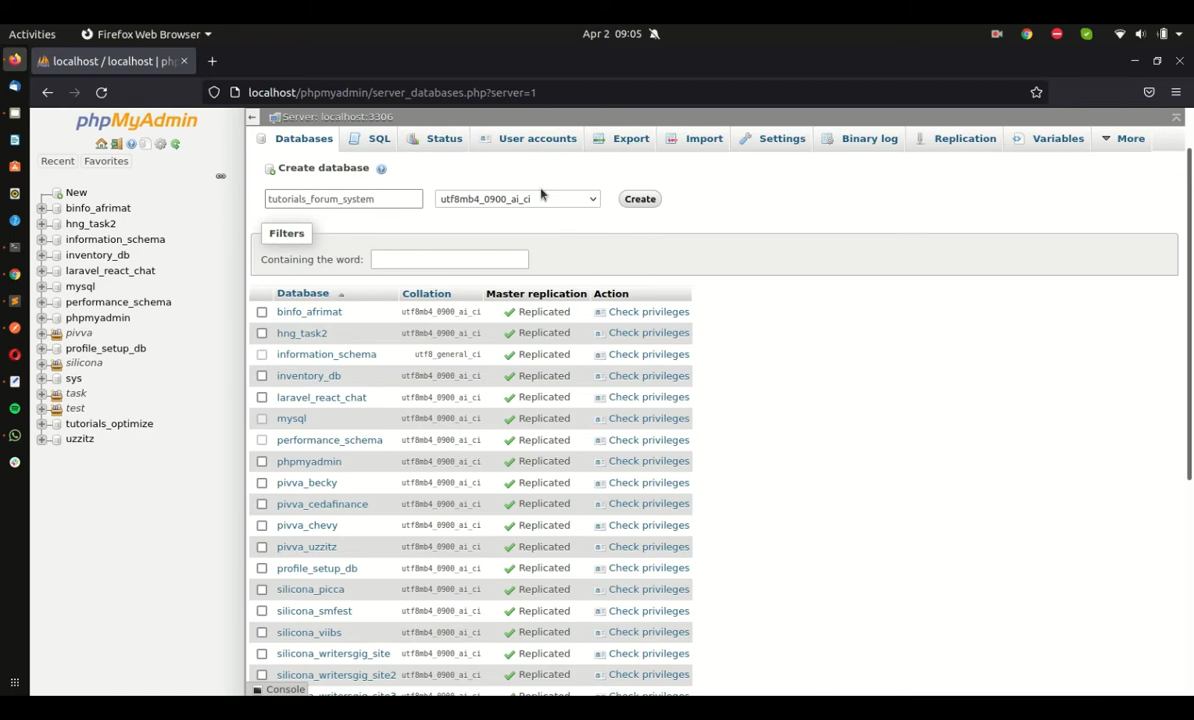 Activities Firefox Web Browser Apr 2 09:05
localhost / localhost | ph
localhost/phpmyadmin/server_databases.php?server=1
phpMyAdmin
Recent Favorites
New
binfo_afrimat
hng_task2
information_schema
inventory_db
laravel_react_chat
mysql
performance_schema
phpmyadmin
pivva
profile_setup_db
silicona
sys
task
test
tutorials_optimize
uzzitz
Server: localhost:3306
Databases SQL Status User accounts Export Import Settings Binary log Replication Variables More
Create database
tutorials_forum_system utf8mb4_0900_ai_ci Create
Filters
Containing the word:
Database Collation Master replication Action
binfo_afrimat utf8mb4_0900_ai_ci Replicated Check privileges
hng_task2 utf8mb4_0900_ai_ci Replicated Check privileges
information_schema utf8_general_ci Replicated Check privileges
inventory_db utf8mb4_0900_ai_ci Replicated Check privileges
laravel_react_chat utf8mb4_0900_ai_ci Replicated Check privileges
mysql utf8mb4_0900_ai_ci Replicated Check privileges
performance_schema utf8mb4_0900_ai_ci Replicated Check privileges
phpmyadmin utf8mb4_0900_ai_ci Replicated Check privileges
pivva_becky utf8mb4_0900_ai_ci Replicated Check privileges
pivva_cedafinance utf8mb4_0900_ai_ci Replicated Check privileges
pivva_chevy utf8mb4_0900_ai_ci Replicated Check privileges
pivva_uzzitz utf8mb4_0900_ai_ci Replicated Check privileges
profile_setup_db utf8mb4_0900_ai_ci Replicated Check privileges
silicona_picca utf8mb4_0900_ai_ci Replicated Check privileges
silicona_smfest utf8mb4_0900_ai_ci Replicated Check privileges
silicona_viibs utf8mb4_0900_ai_ci Replicated Check privileges
silicona_writersgig_site utf8mb4_0900_ai_ci Replicated Check privileges
silicona_writersgig_site2 utf8mb4_0900_ai_ci Replicated Check privileges
Console